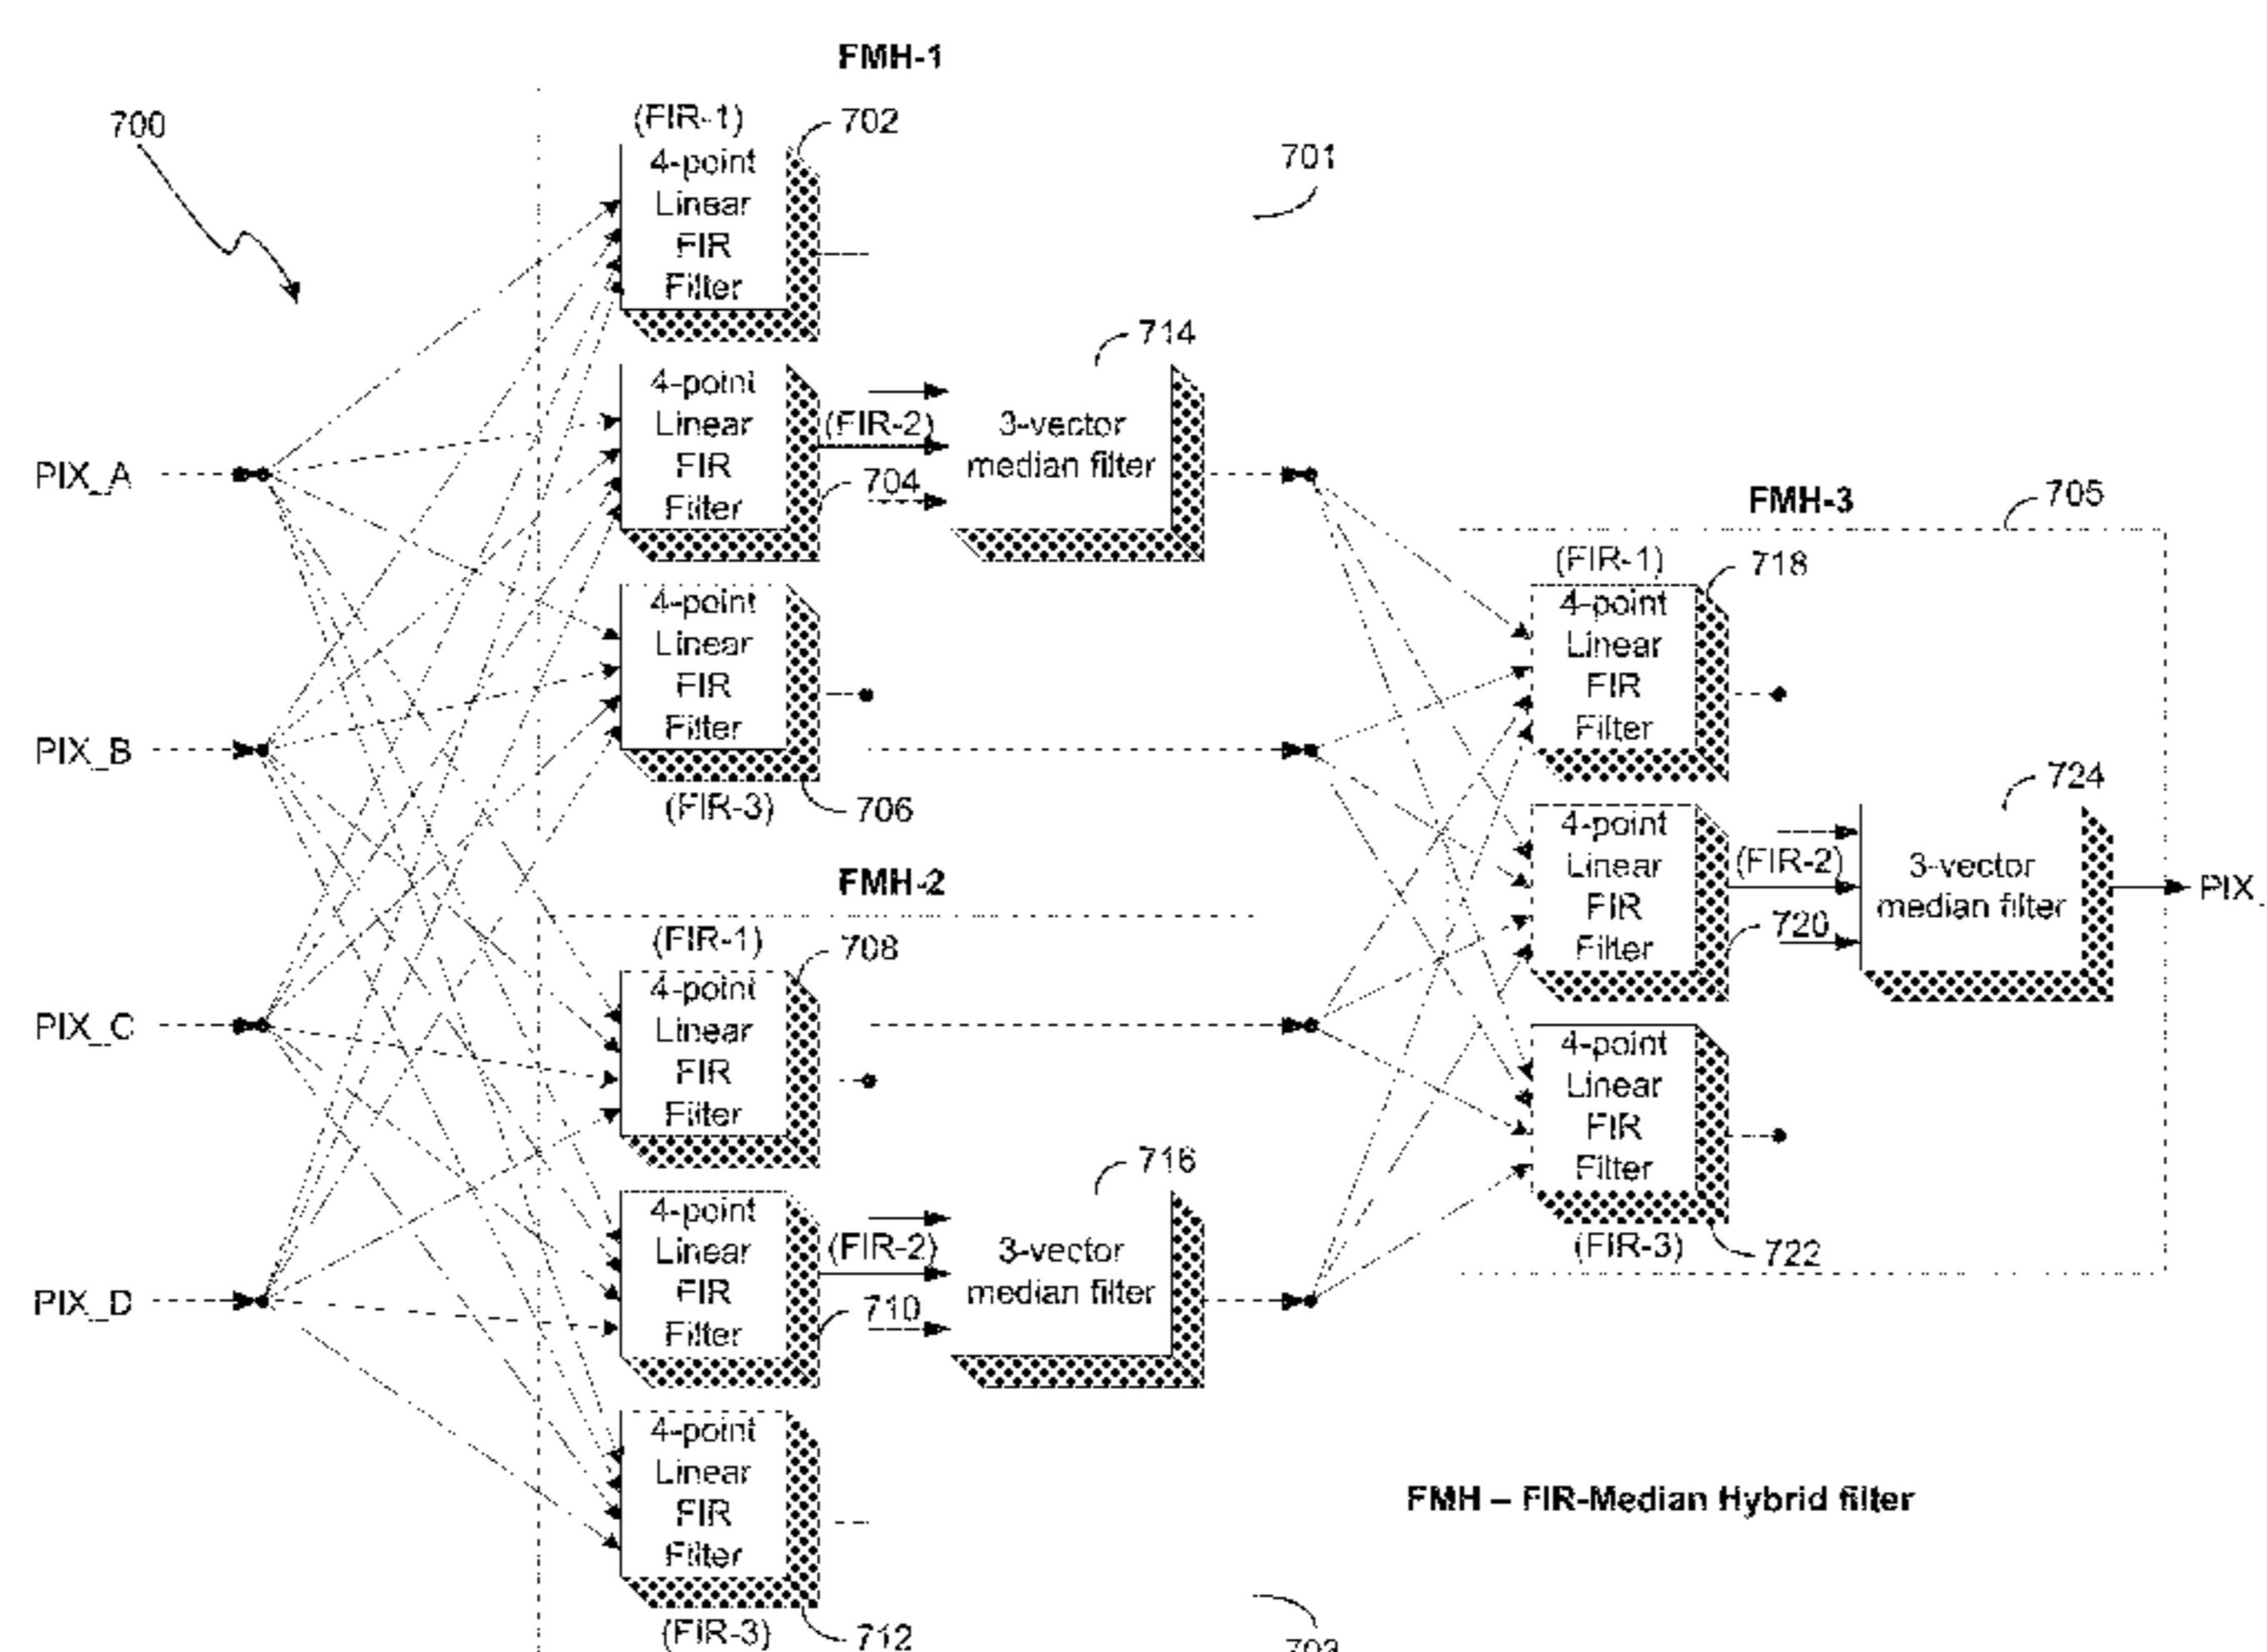 FMH-1
700
(FIR-1)
702
701
4-point
Linear
FIR
Filter
714
4-point
Linear
FIR
Filter
(FIR-2)
704
3-vector
median filter
PIX_A
FMH-3
705
4-point
Linear
FIR
Filter
(FIR-3)
706
(FIR-1)
718
4-point
Linear
FIR
Filter
PIX_B
724
FMH-2
4-point
Linear
FIR
Filter
(FIR-2)
720
3-vector
median filter
PIX_
(FIR-1)
708
4-point
Linear
FIR
Filter
PIX_C
4-point
Linear
FIR
Filter
(FIR-3)
722
716
4-point
Linear
FIR
Filter
(FIR-2)
710
3-vector
median filter
PIX_D
4-point
Linear
FIR
Filter
(FIR-3)
712
FMH – FIR-Median Hybrid filter
703